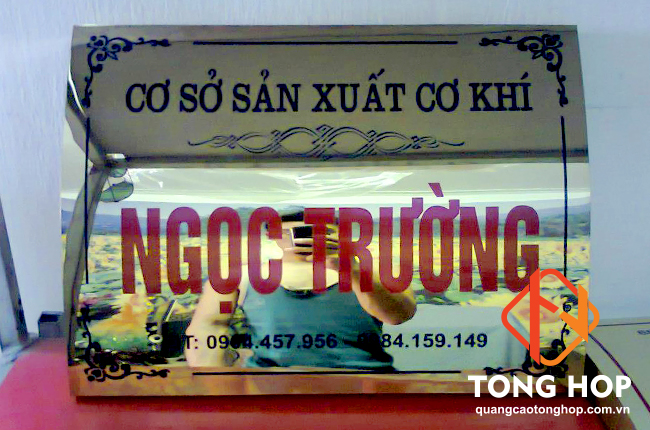 CƠ SỞ SẢN XUẤT CƠ KHÍ
NGỌC TRƯỜNG
TONG HOP
quangcaotonghop.com.vn